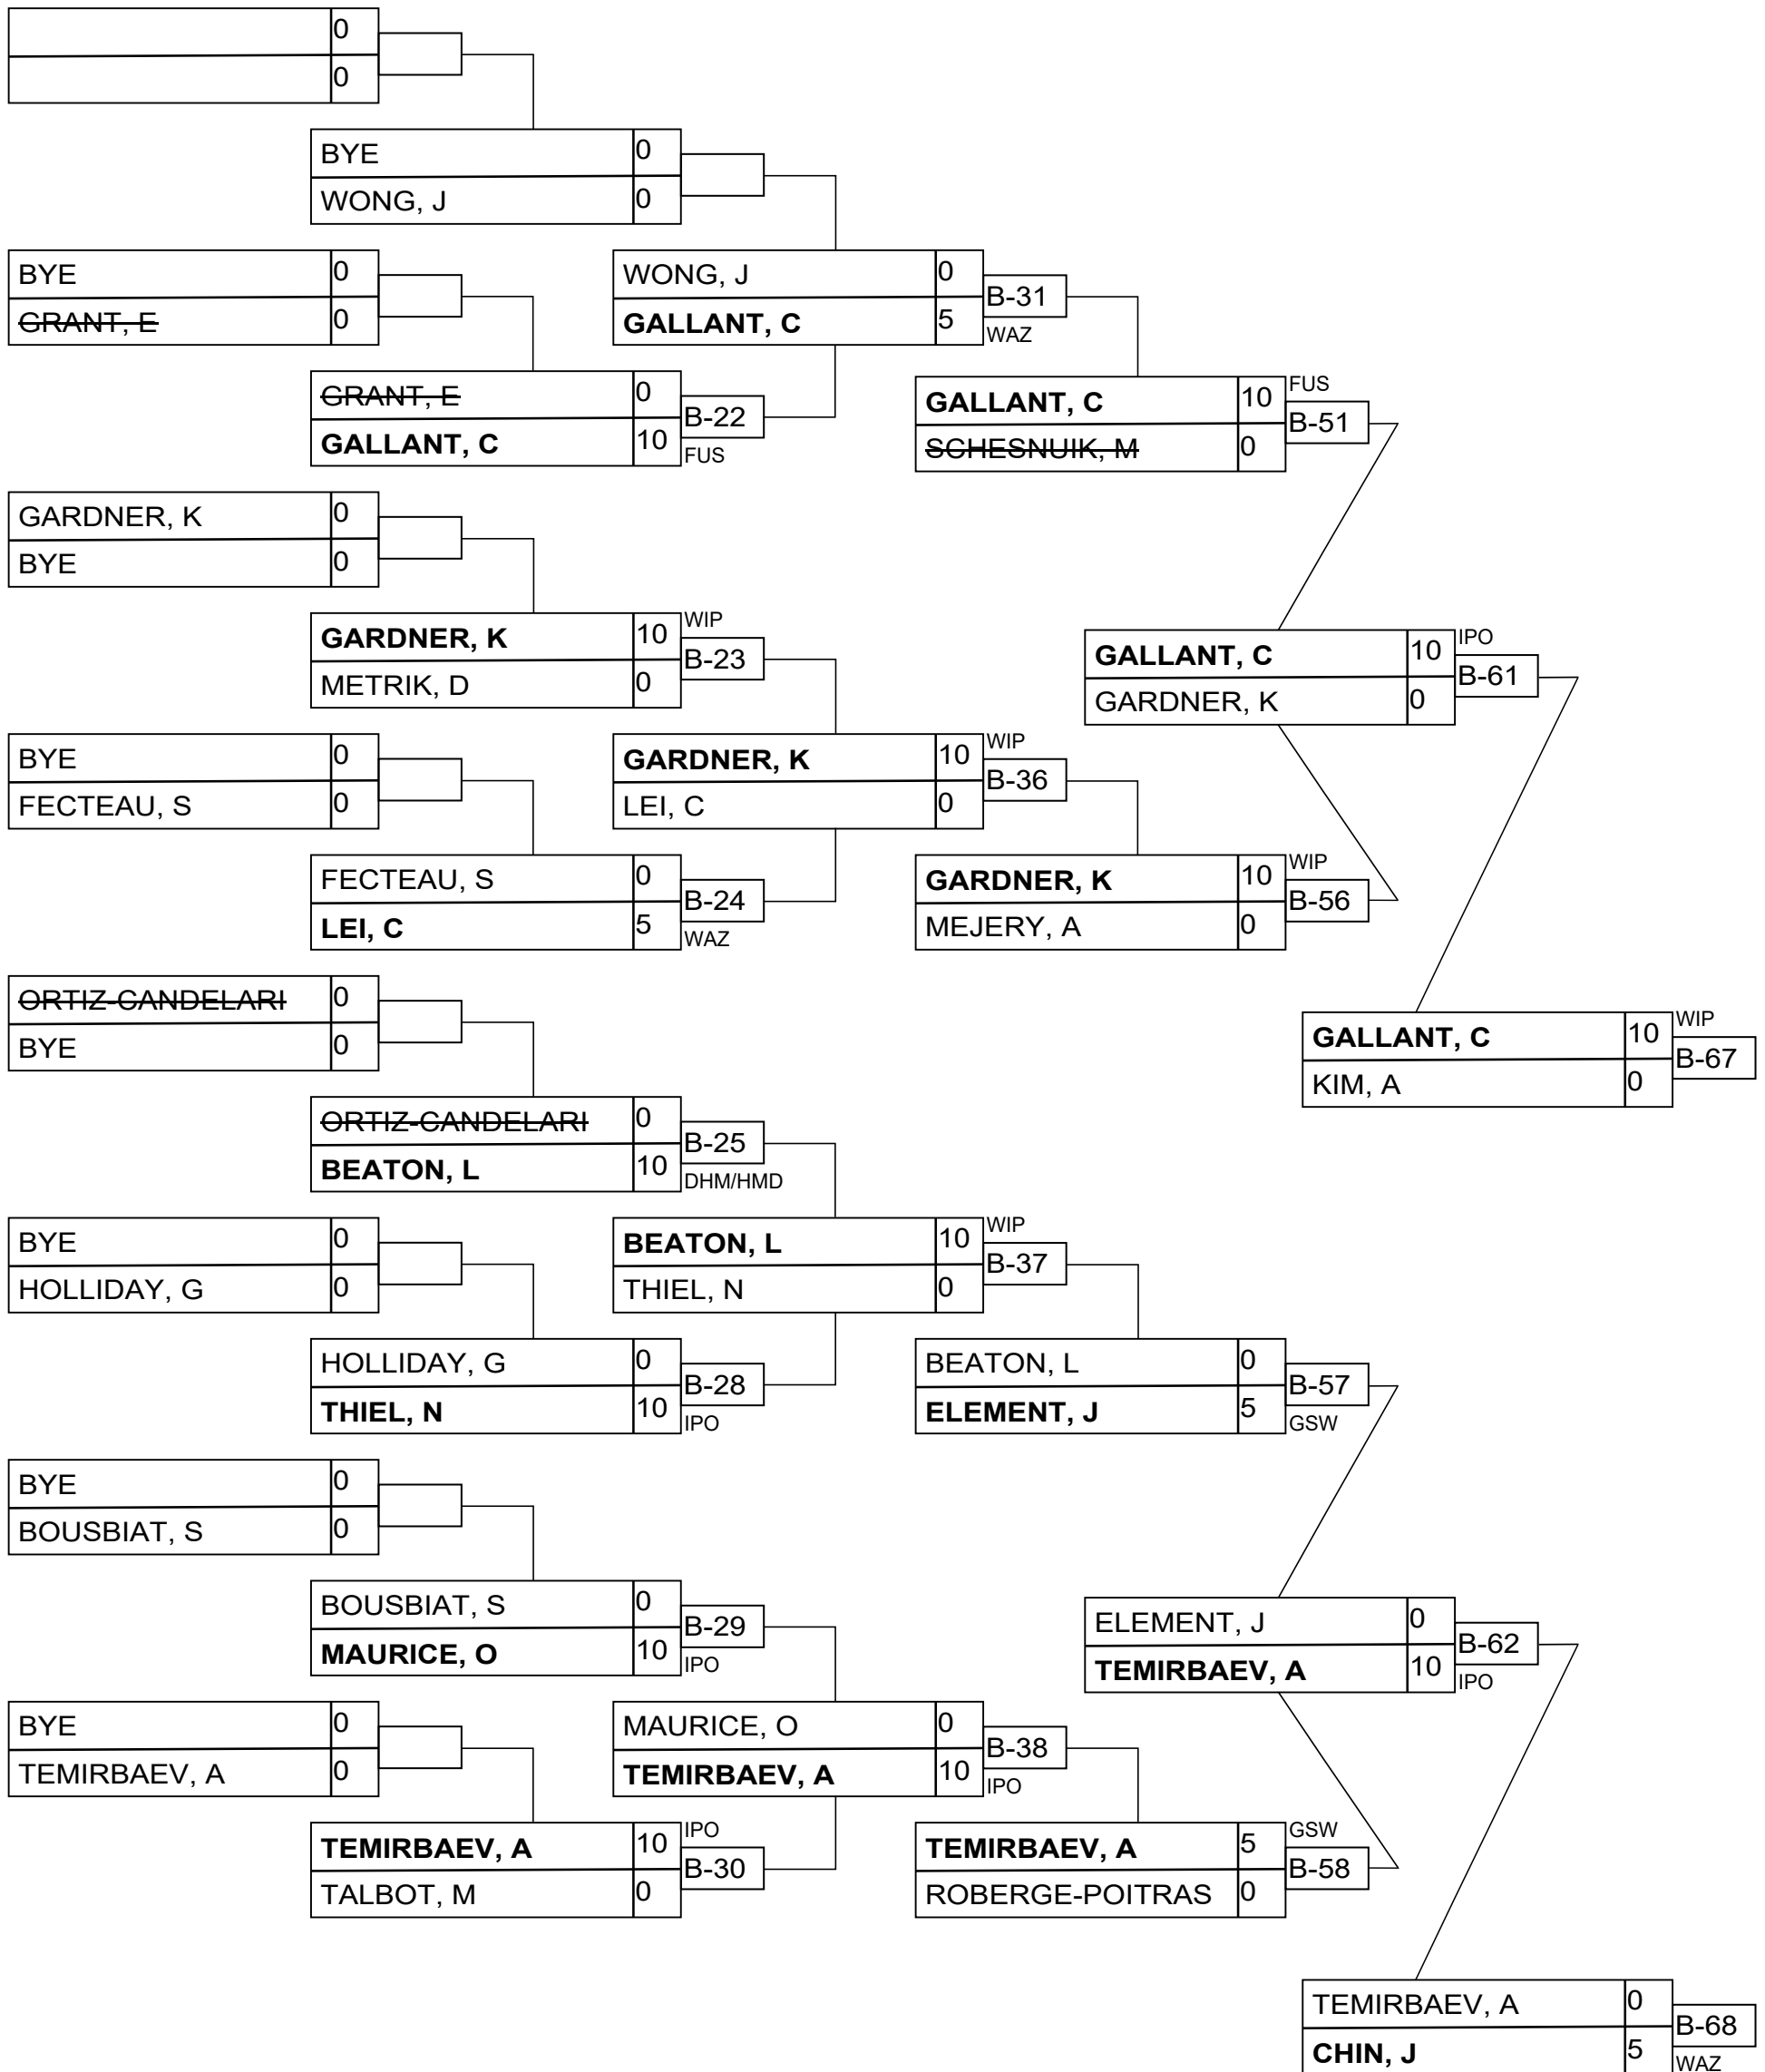 0
0
BYE 0
WONG, J 0
BYE 0
GRANT, E 0
WONG, J 0
GALLANT, C 5
B-31
WAZ
GRANT, E 0
GALLANT, C 10
B-22
FUS
GALLANT, C 10
SCHESNUIK, M 0
FUS
B-51
GARDNER, K 0
BYE 0
GARDNER, K 10
METRIK, D 0
WIP
B-23
GALLANT, C 10
GARDNER, K 0
IPO
B-61
BYE 0
FECTEAU, S 0
GARDNER, K 10
LEI, C 0
WIP
B-36
FECTEAU, S 0
LEI, C 5
B-24
WAZ
GARDNER, K 10
MEJERY, A 0
WIP
B-56
ORTIZ-CANDELARI 0
BYE 0
GALLANT, C 10
KIM, A 0
WIP
B-67
ORTIZ-CANDELARI 0
BEATON, L 10
B-25
DHM/HMD
BYE 0
HOLLIDAY, G 0
BEATON, L 10
THIEL, N 0
WIP
B-37
HOLLIDAY, G 0
THIEL, N 10
B-28
IPO
BEATON, L 0
ELEMENT, J 5
B-57
GSW
BYE 0
BOUSBIAT, S 0
BOUSBIAT, S 0
MAURICE, O 10
B-29
IPO
ELEMENT, J 0
TEMIRBAEV, A 10
B-62
IPO
BYE 0
TEMIRBAEV, A 0
MAURICE, O 0
TEMIRBAEV, A 10
B-38
IPO
TEMIRBAEV, A 10
TALBOT, M 0
IPO
B-30
TEMIRBAEV, A 5
ROBERGE-POITRAS 0
GSW
B-58
TEMIRBAEV, A 0
CHIN, J 5
B-68
WAZ